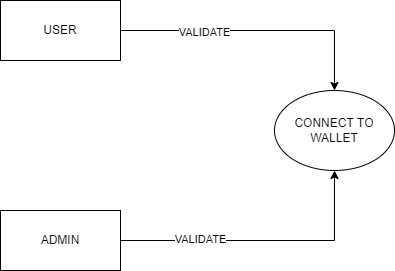 USER
VALIDATE
CONNECT TO
WALLET
ADMIN
VALIDATE